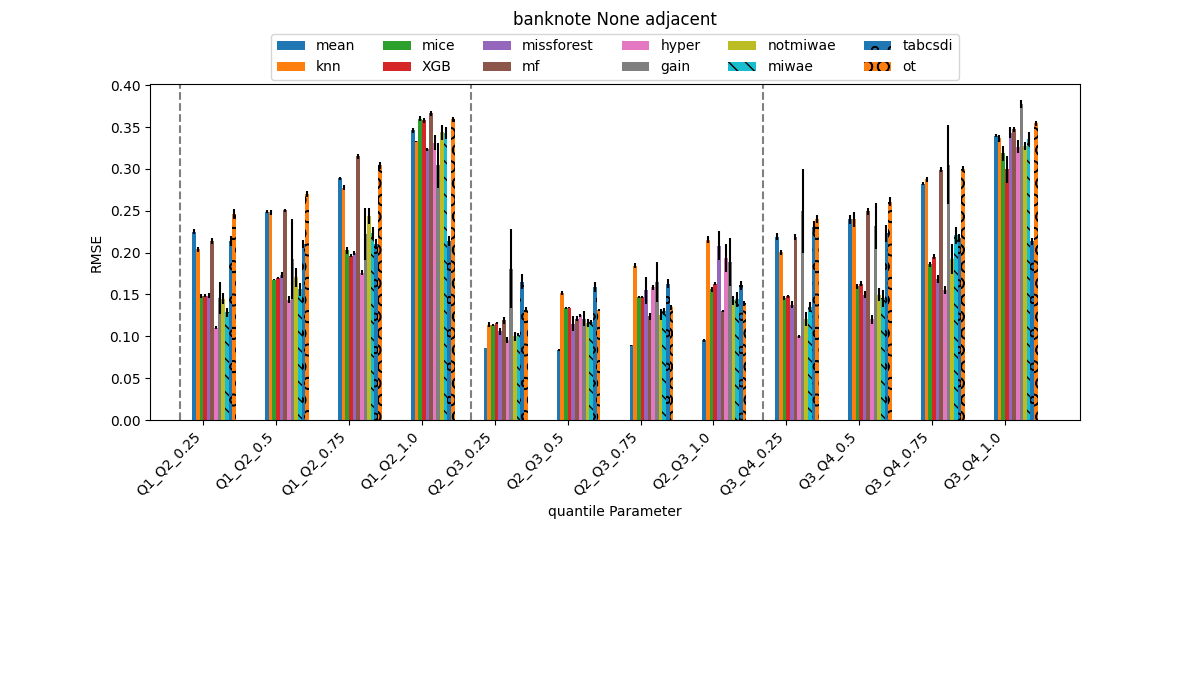 banknote None adjacent
mean mice missforest hyper notmiwae tabcsdi
knn XGB mf gain miwae ot
0.40
0.35
0.30
0.25
0.20
0.15
0.10
0.05
0.00
RMSE
Q1_Q2_0.25 Q1_Q2_0.5 Q1_Q2_0.75 Q1_Q2_1.0 Q2_Q3_0.25 Q2_Q3_0.5 Q2_Q3_0.75 Q2_Q3_1.0 Q3_Q4_0.25 Q3_Q4_0.5 Q3_Q4_0.75 Q3_Q4_1.0
quantile Parameter